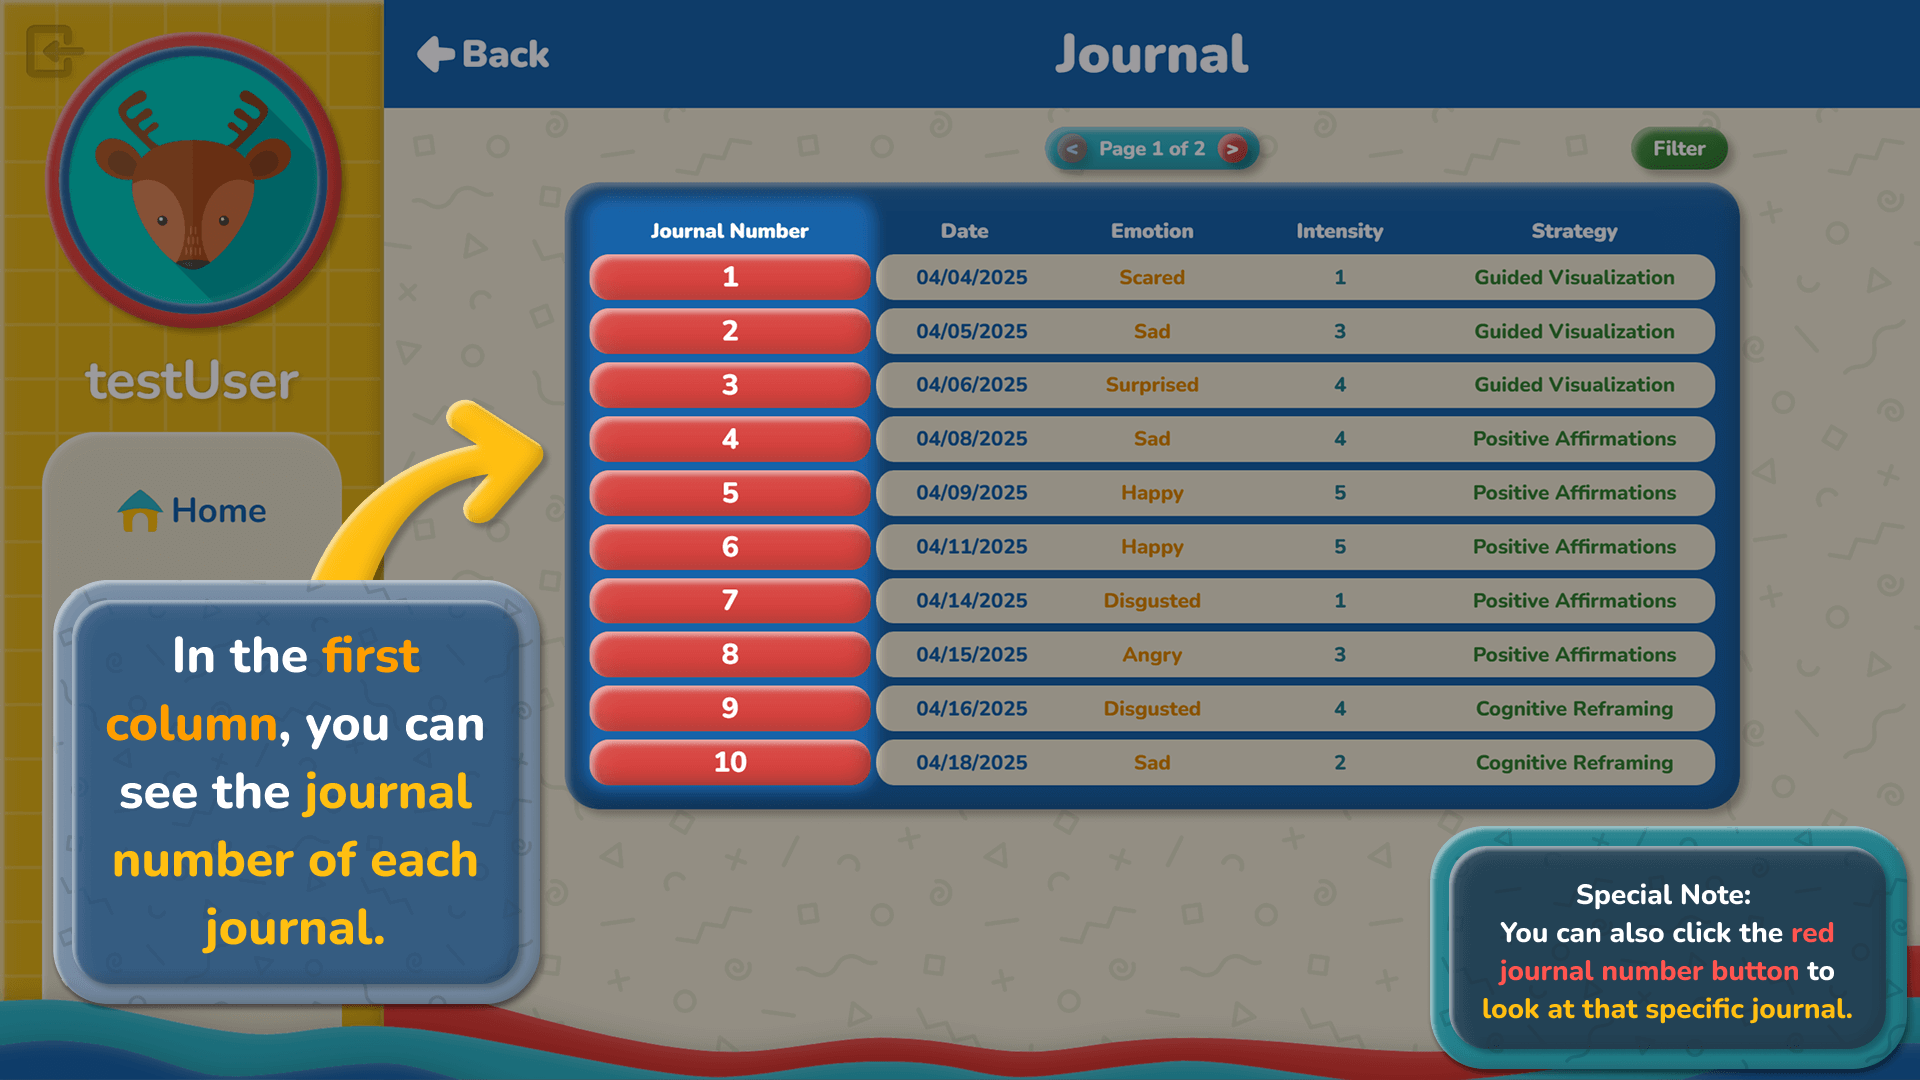 Back
Journal
< Page 1 of 2 >
Filter
testUser
Home
Journal Number Date Emotion Intensity Strategy
1 04/04/2025 Scared 1 Guided Visualization
2 04/05/2025 Sad 3 Guided Visualization
3 04/06/2025 Surprised 4 Guided Visualization
4 04/08/2025 Sad 4 Positive Affirmations
5 04/09/2025 Happy 5 Positive Affirmations
6 04/11/2025 Happy 5 Positive Affirmations
7 04/14/2025 Disgusted 1 Positive Affirmations
8 04/15/2025 Angry 3 Positive Affirmations
9 04/16/2025 Disgusted 4 Cognitive Reframing
10 04/18/2025 Sad 2 Cognitive Reframing
In the first
column, you can
see the journal
number of each
journal.
Special Note:
You can also click the red
journal number button to
look at that specific journal.